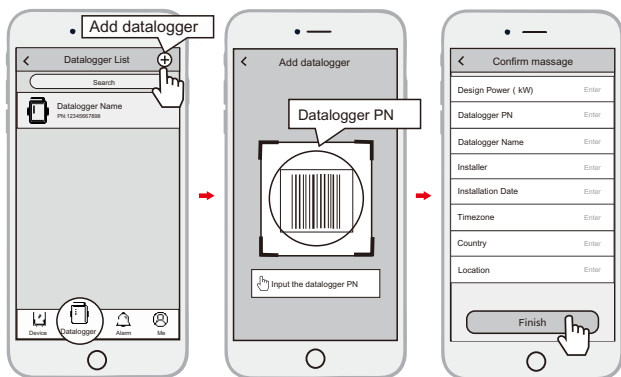 Add datalogger
Datalogger List
Search
Datalogger Name
PN:12345667898
Device
Datalogger
Alarm
Me
Add datalogger
Datalogger PN
Input the datalogger PN
Confirm massage
Design Power ( kW) Enter
Datalogger PN Enter
Datalogger Name Enter
Installer Enter
Installation Date Enter
Timezone Enter
Country Enter
Location Enter
Finish